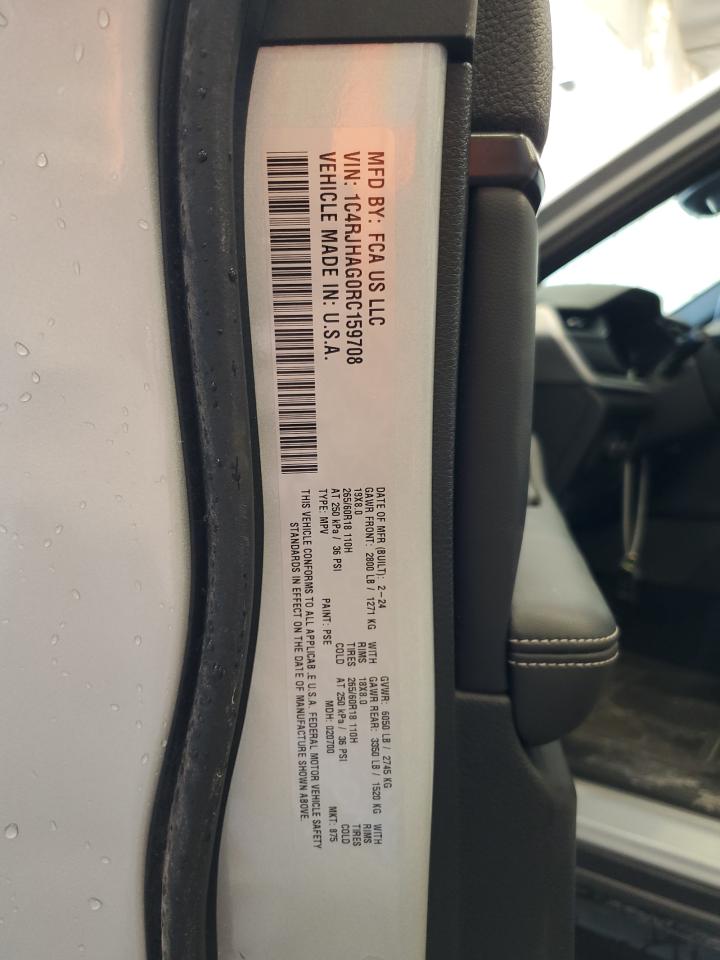 MFD BY: FCA US LLC
VIN: 1C4RJHAG0RC159708
VEHICLE MADE IN: U.S.A.
DATE OF MFR (BUILT): 2-24 GVWR: 6050 LB / 2745 KG
GAWR FRONT: 2800 LB / 1271 KG WITH GAWR REAR: 3350 LB / 1520 KG WITH
18X8.0 RIMS 18X8.0 RIMS
265/60R18 110H TIRES 265/60R18 110H TIRES
AT 250 kPa / 36 PSI COLD AT 250 kPa / 36 PSI COLD
TYPE: MPV PAINT: PSE MDH: 020700 MKT: 875
THIS VEHICLE CONFORMS TO ALL APPLICAB.E U.S.A. FEDERAL MOTOR VEHICLE SAFETY
STANDARDS IN EFFECT ON THE DATE OF MANUFACTURE SHOWN ABOVE.